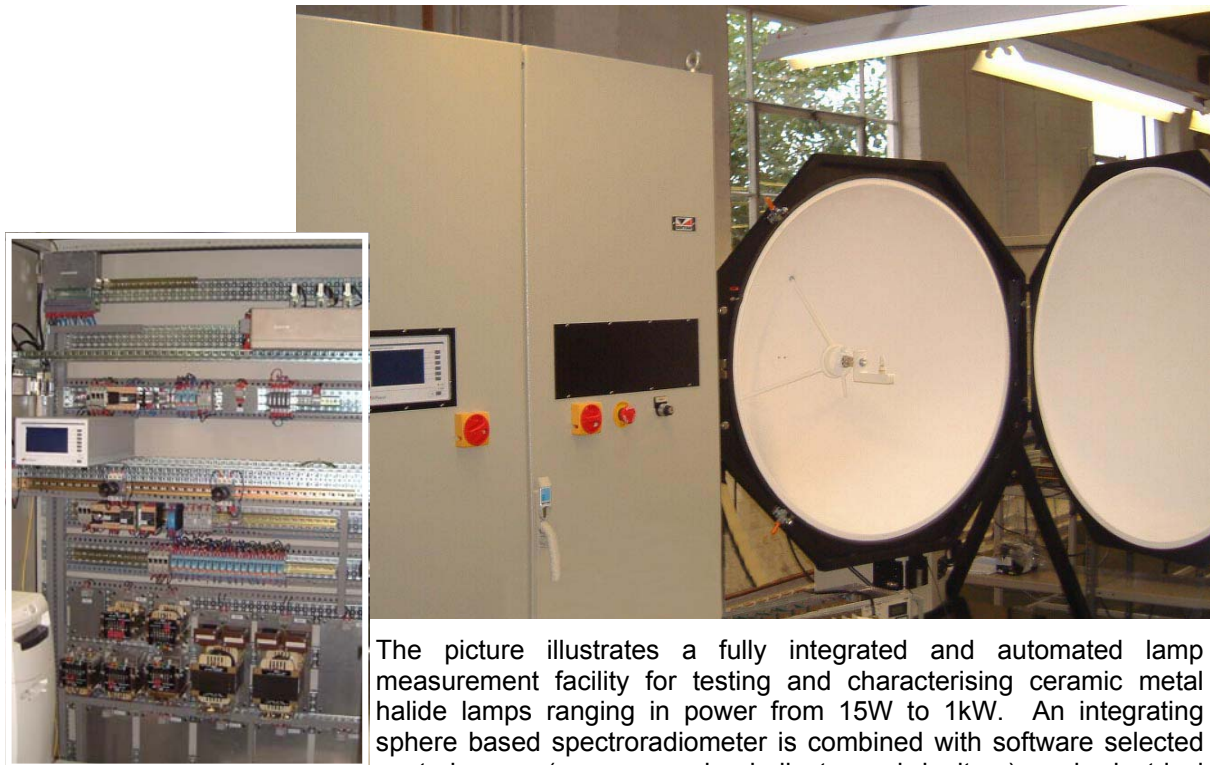 The picture illustrates a fully integrated and automated lamp
measurement facility for testing and characterising ceramic metal
halide lamps ranging in power from 15W to 1kW. An integrating
sphere based spectroradiometer is combined with software selected